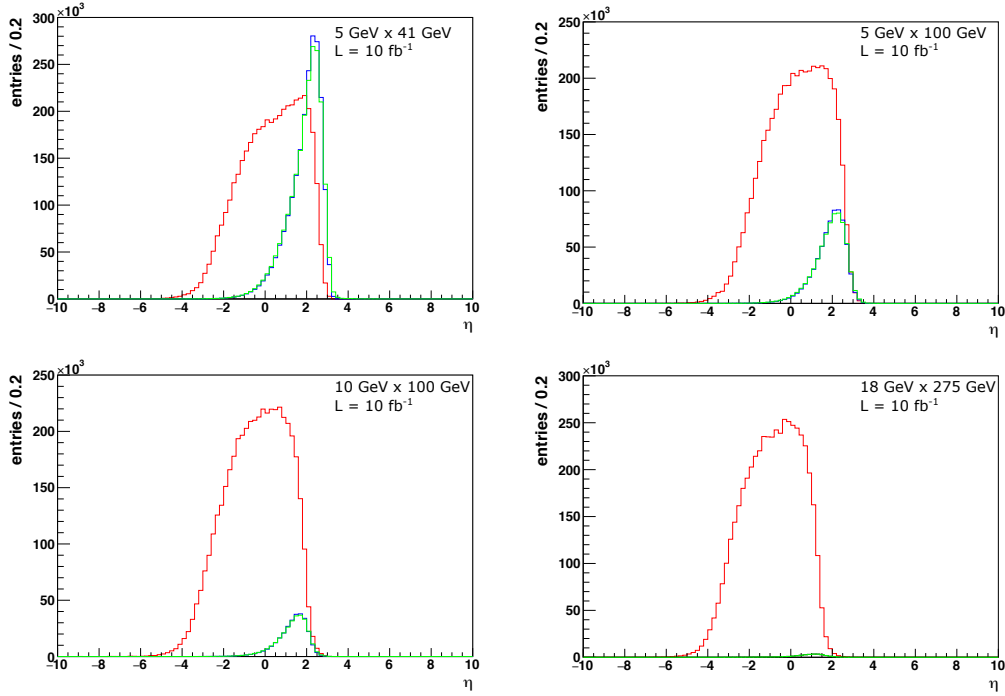 ×10³
entries / 0.2
300
250
200
150
100
50
0
−10 −8 −6 −4 −2 0 2 4 6 8 10
η
5 GeV x 41 GeV
L = 10 fb⁻¹
×10³
entries / 0.2
250
200
150
100
50
0
−10 −8 −6 −4 −2 0 2 4 6 8 10
η
5 GeV x 100 GeV
L = 10 fb⁻¹
×10³
entries / 0.2
250
200
150
100
50
0
−10 −8 −6 −4 −2 0 2 4 6 8 10
η
10 GeV x 100 GeV
L = 10 fb⁻¹
×10³
entries / 0.2
300
250
200
150
100
50
0
−10 −8 −6 −4 −2 0 2 4 6 8 10
η
18 GeV x 275 GeV
L = 10 fb⁻¹